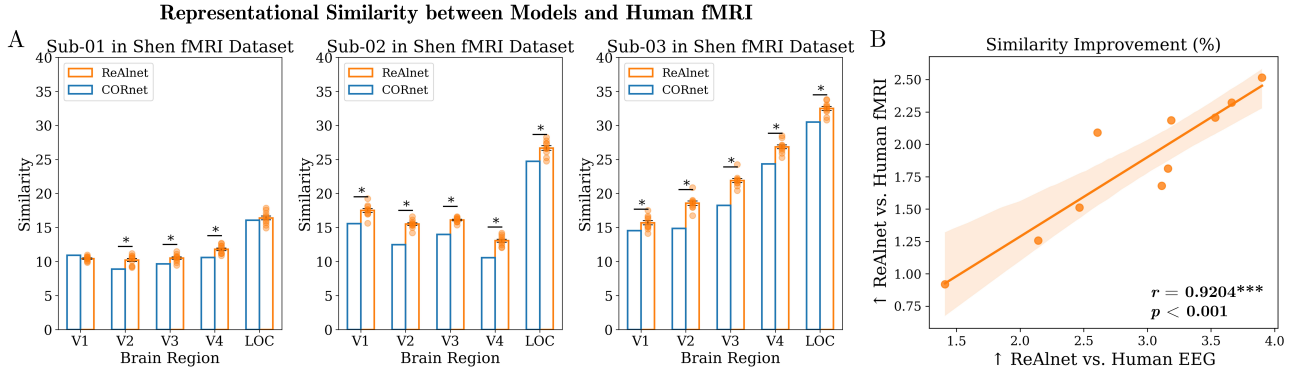 Representational Similarity between Models and Human fMRI
A
Sub-01 in Shen fMRI Dataset
40
35
30
25
20
15
10
5
0
Similarity
ReAlnet
CORnet
*
*
*
V1 V2 V3 V4 LOC
Brain Region
Sub-02 in Shen fMRI Dataset
40
35
30
25
20
15
10
5
0
Similarity
ReAlnet
CORnet
*
*
*
*
*
V1 V2 V3 V4 LOC
Brain Region
Sub-03 in Shen fMRI Dataset
40
35
30
25
20
15
10
5
0
Similarity
ReAlnet
CORnet
*
*
*
*
*
V1 V2 V3 V4 LOC
Brain Region
B
Similarity Improvement (%)
↑ ReAlnet vs. Human fMRI
2.50
2.25
2.00
1.75
1.50
1.25
1.00
0.75
r = 0.9204***
p < 0.001
1.5 2.0 2.5 3.0 3.5 4.0
↑ ReAlnet vs. Human EEG